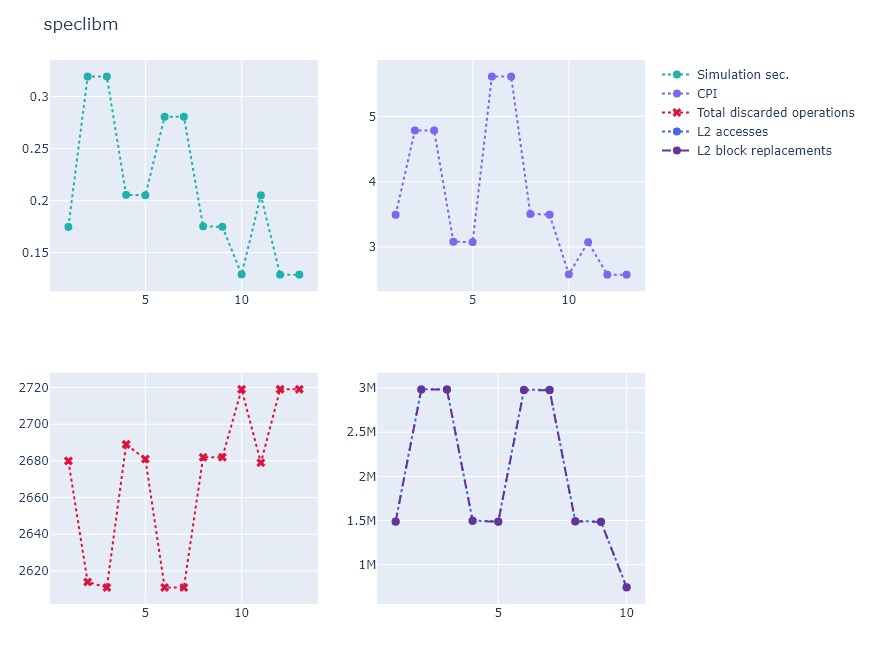 speclibm
0.3
0.25
0.2
0.15
5
10
5
4
3
5
10
Simulation sec.
CPI
Total discarded operations
L2 accesses
L2 block replacements
2720
2700
2680
2660
2640
2620
5
10
3M
2.5M
2M
1.5M
1M
5
10